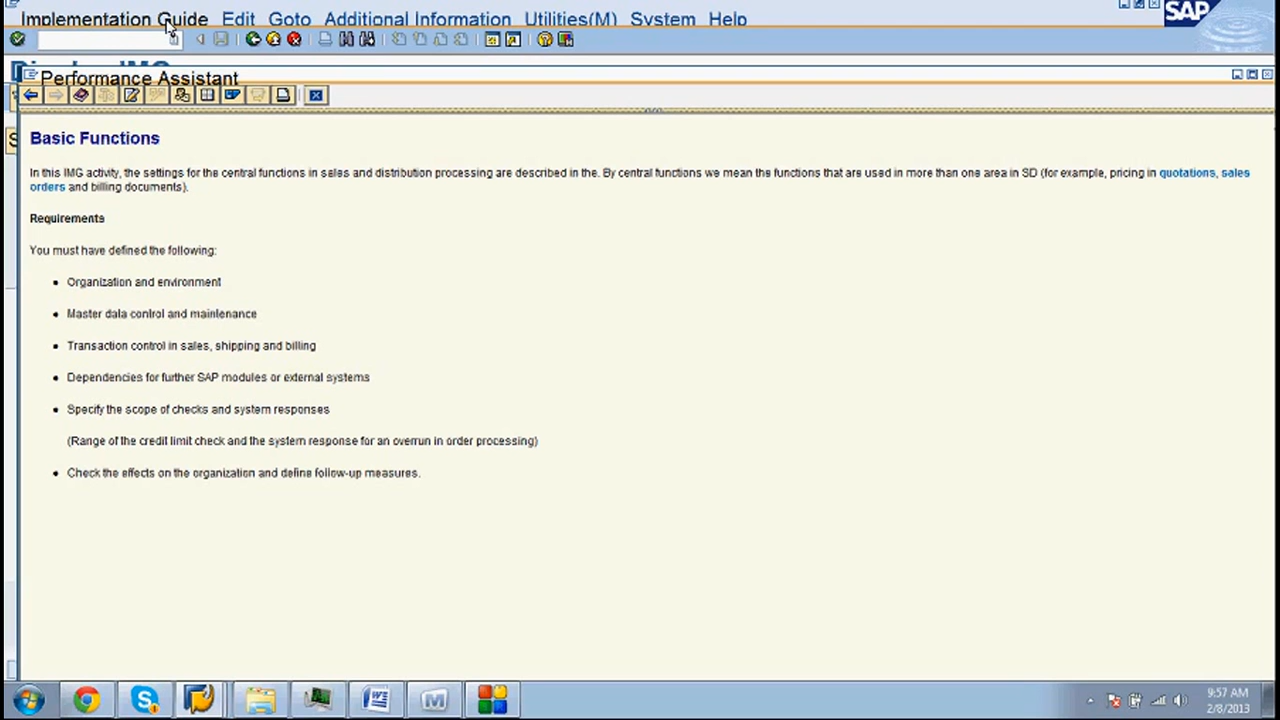 Implementation Guide Edit Goto Additional Information Utilities(M) System Help
SAP
Performance Assistant
Basic Functions
In this IMG activity, the settings for the central functions in sales and distribution processing are described in the. By central functions we mean the functions that are used in more than one area in SD (for example, pricing in quotations, sales
orders and billing documents).
Requirements
You must have defined the following:
Organization and environment
Master data control and maintenance
Transaction control in sales, shipping and billing
Dependencies for further SAP modules or external systems
Specify the scope of checks and system responses
(Range of the credit limit check and the system response for an overrun in order processing)
Check the effects on the organization and define follow-up measures.
9:57 AM
2/8/2013